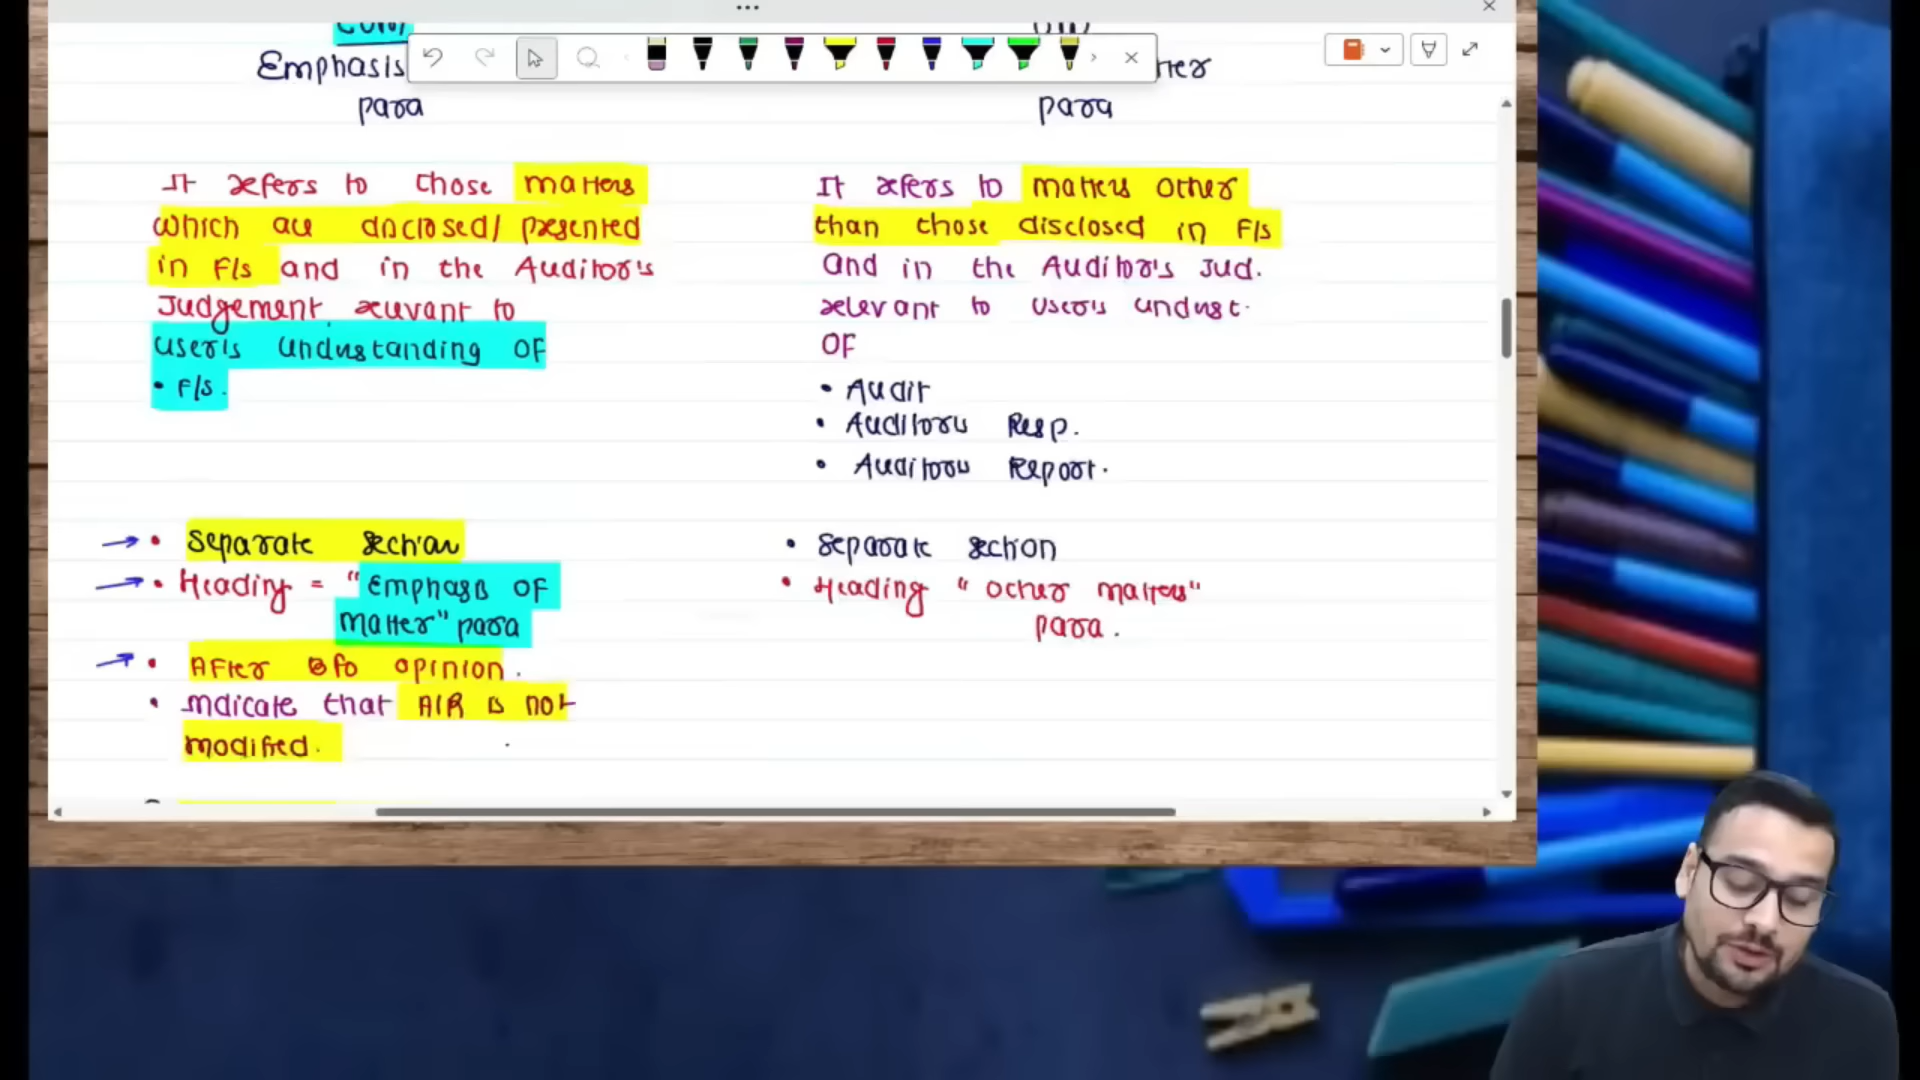 Emphasis
para
It refers to those matters
which are disclosed/ presented
in F/s and in the Auditor's
Judgement relevant to
user's understanding of
• F/s.
• Separate section
• Heading = "Emphasis of
matter" para
• After BfO opinion.
• Indicate that AIR is not
modified.
para
It refers to matters other
than those disclosed in F/s
And in the Auditor's Jud.
relevant to User's underst.
OF
• Audit
• Auditors Resp.
• Auditors Report.
• Separate section
• Heading "other matters"
para.